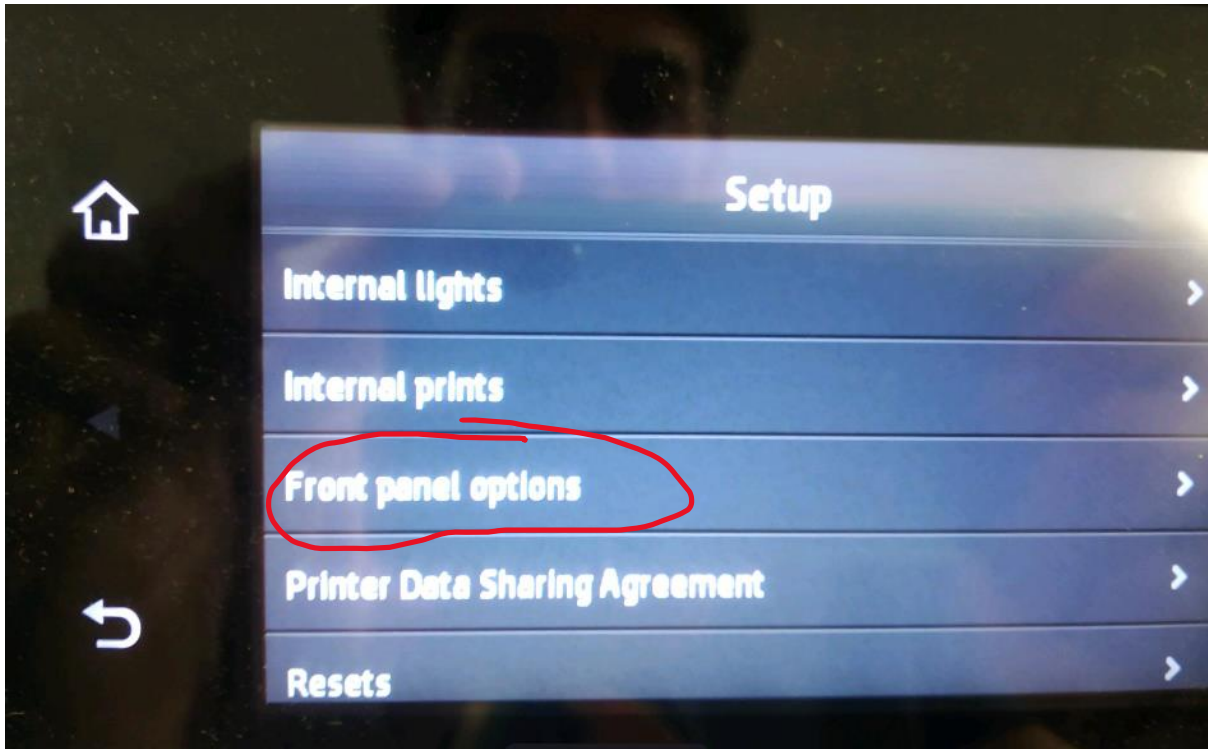 Setup
Internal lights
Internal prints
Front panel options
Printer Data Sharing Agreement
Resets